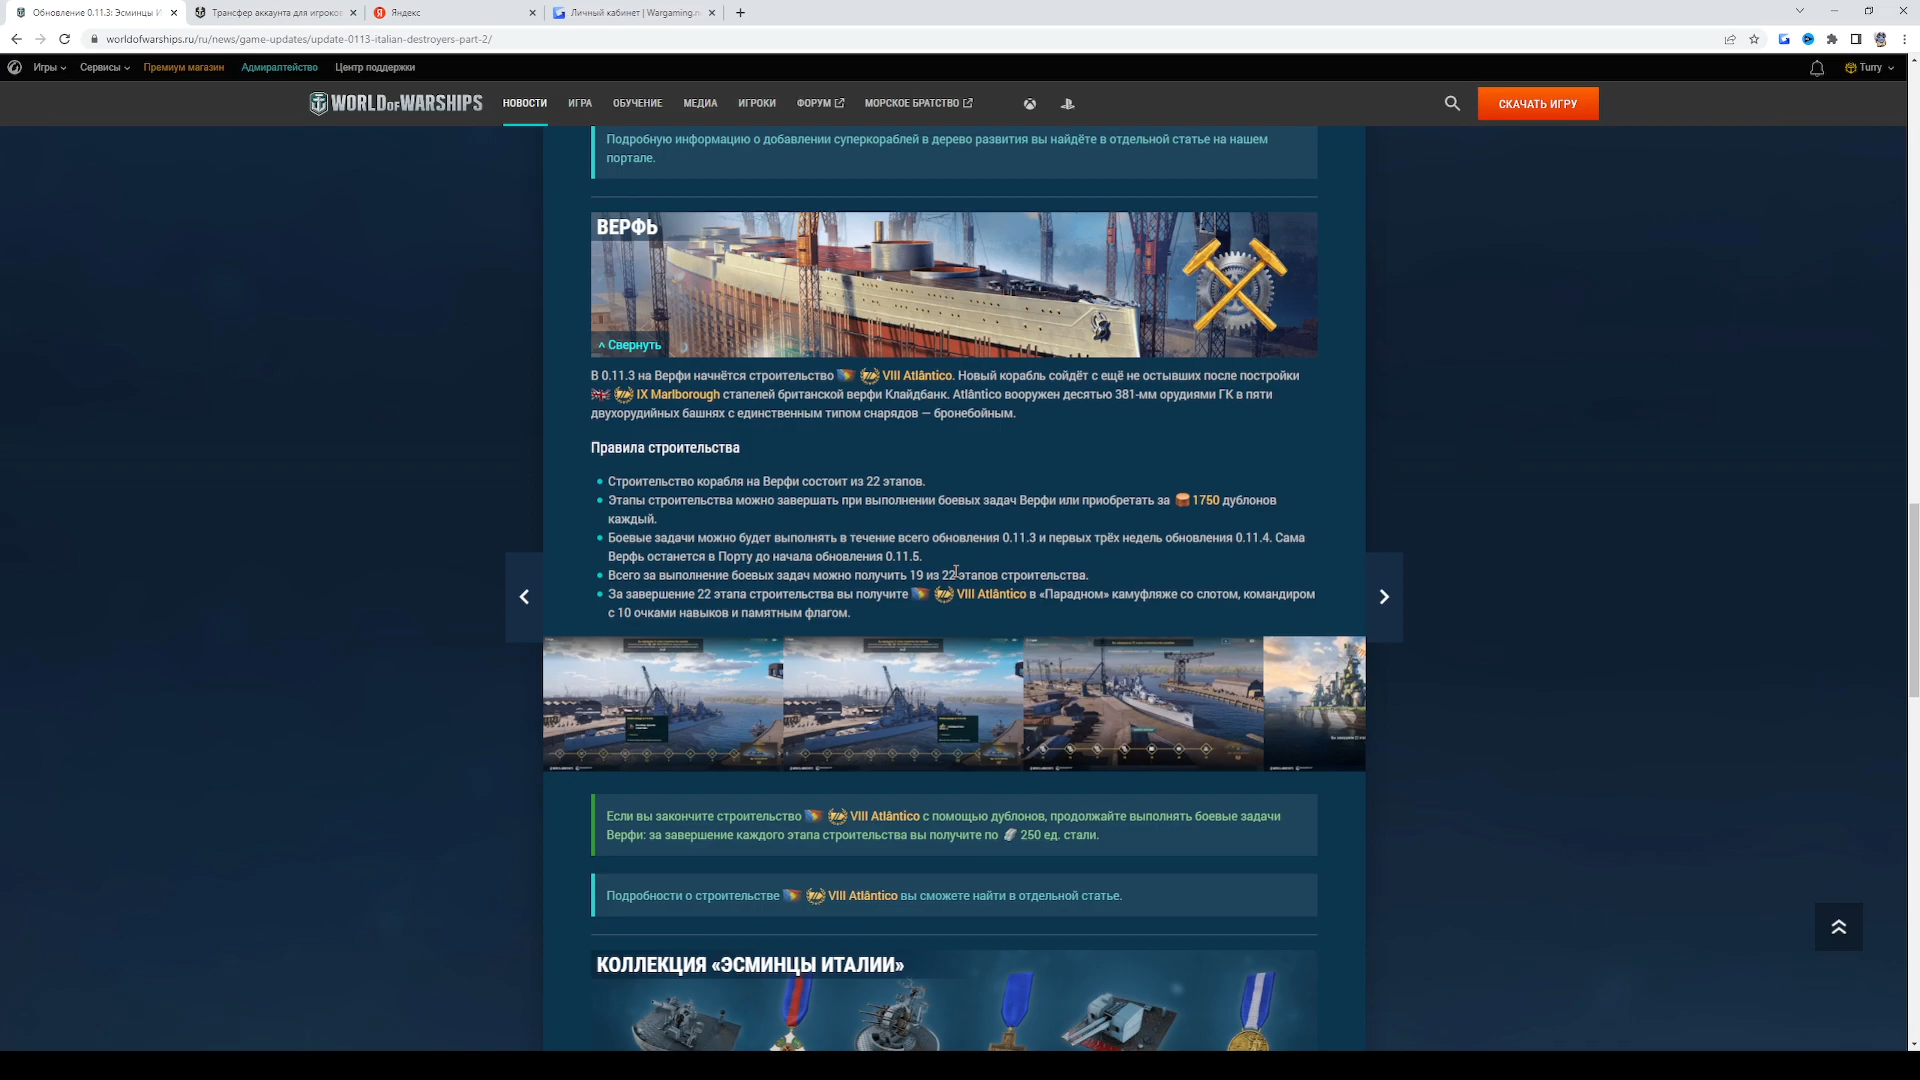 Обновление 0.11.3: Эсминцы И
Трансфер аккаунта для игроков
Яндекс
Личный кабинет | Wargaming.n
worldofwarships.ru/ru/news/game-updates/update-0113-italian-destroyers-part-2/
Игры
Сервисы
Премиум магазин
Адмиралтейство
Центр поддержки
Turry
WORLD OF WARSHIPS
НОВОСТИ
ИГРА
ОБУЧЕНИЕ
МЕДИА
ИГРОКИ
ФОРУМ
МОРСКОЕ БРАТСТВО
СКАЧАТЬ ИГРУ
Подробную информацию о добавлении суперкораблей в дерево развития вы найдёте в отдельной статье на нашем
портале.
ВЕРФЬ
^ Свернуть
В 0.11.3 на Верфи начнётся строительство VIII Atlântico. Новый корабль сойдёт с ещё не остывших после постройки
IX Marlborough стапелей британской верфи Клайдбанк. Atlântico вооружен десятью 381-мм орудиями ГК в пяти
двухорудийных башнях с единственным типом снарядов — бронебойным.
Правила строительства
Строительство корабля на Верфи состоит из 22 этапов.
Этапы строительства можно завершать при выполнении боевых задач Верфи или приобретать за 1750 дублонов
каждый.
Боевые задачи можно будет выполнять в течение всего обновления 0.11.3 и первых трёх недель обновления 0.11.4. Сама
Верфь останется в Порту до начала обновления 0.11.5.
Всего за выполнение боевых задач можно получить 19 из 22 этапов строительства.
За завершение 22 этапа строительства вы получите VIII Atlântico в «Парадном» камуфляже со слотом, командиром
с 10 очками навыков и памятным флагом.
Если вы закончите строительство VIII Atlântico с помощью дублонов, продолжайте выполнять боевые задачи
Верфи: за завершение каждого этапа строительства вы получите по 250 ед. стали.
Подробности о строительстве VIII Atlântico вы сможете найти в отдельной статье.
КОЛЛЕКЦИЯ «ЭСМИНЦЫ ИТАЛИИ»